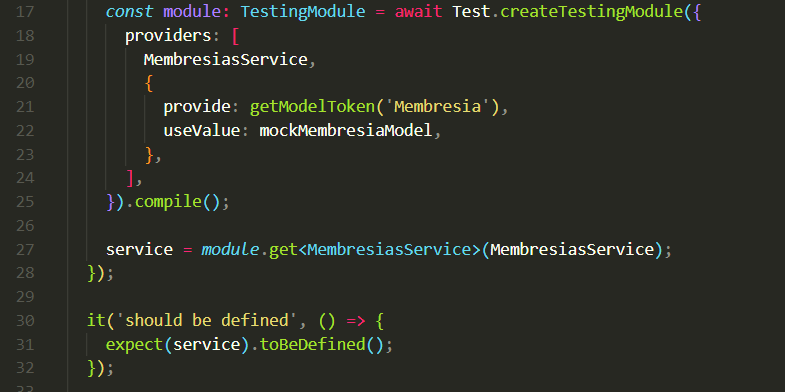 17 const module: TestingModule = await Test.createTestingModule({
18 providers: [
19 MembresiasService,
20 {
21 provide: getModelToken('Membresia'),
22 useValue: mockMembresiaModel,
23 },
24 ],
25 }).compile();
26
27 service = module.get<MembresiasService>(MembresiasService);
28 });
29
30 it('should be defined', () => {
31 expect(service).toBeDefined();
32 });
33